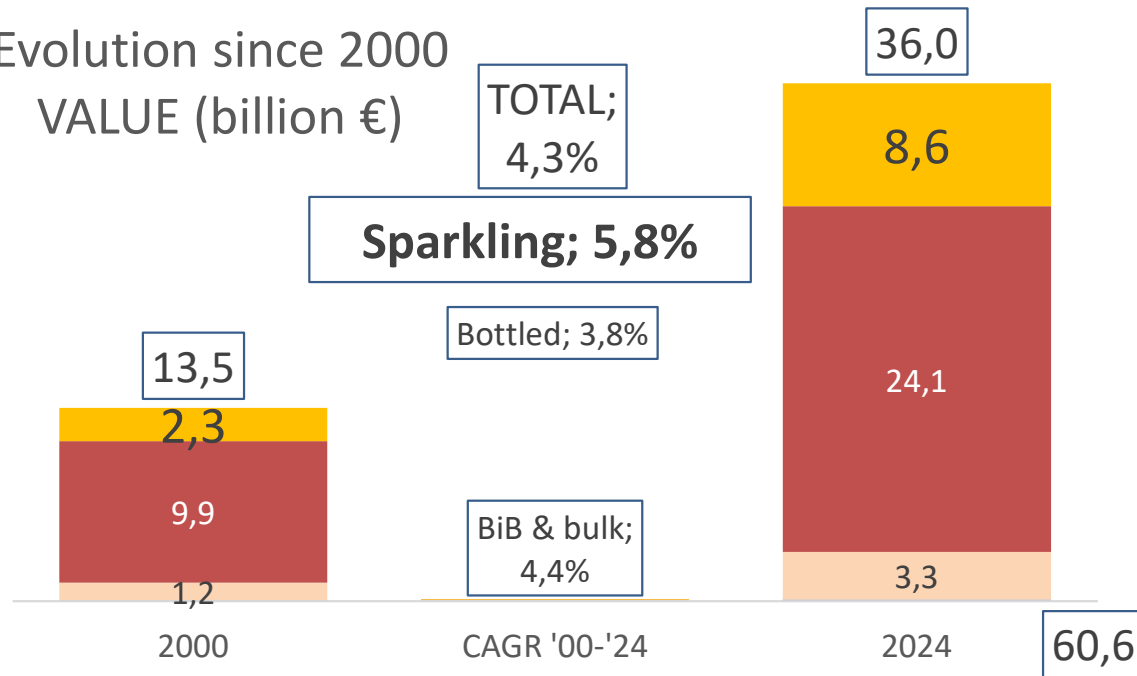 Evolution since 2000
VALUE (billion €)
36,0
TOTAL;
4,3%
8,6
Sparkling; 5,8%
Bottled; 3,8%
13,5
2,3
24,1
9,9
BiB & bulk;
4,4%
1,2
3,3
2000
CAGR '00-'24
2024
60,6